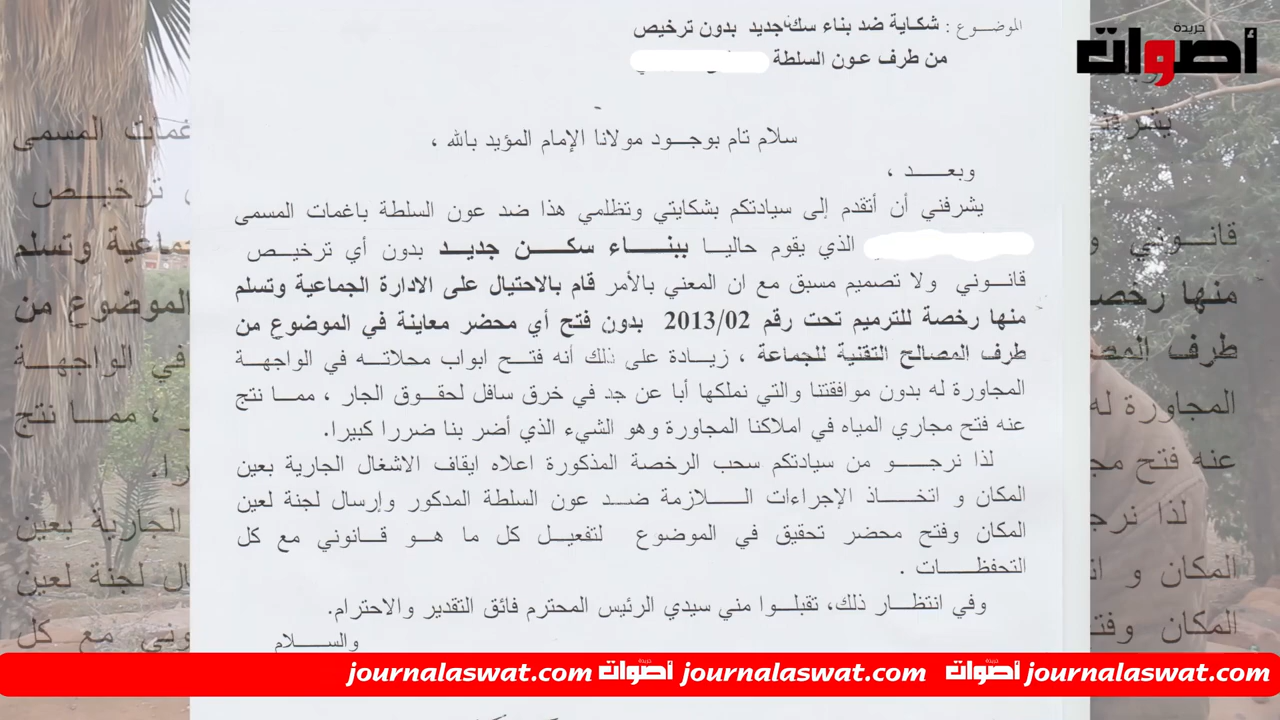 جريدة
أصوات
الموضوع : شكاية ضد بناء سكن جديد بدون ترخيص
من طرف عون السلطة
سلام تام بوجود مولانا الإمام المؤيد بالله ،
وبعد ،
يشرفني أن أتقدم إلى سيادتكم بشكايتي وتظلمي هذا ضد عون السلطة باغمات المسمى
الذي يقوم حاليا ببناء سكن جديد بدون أي ترخيص
قانوني ولا تصميم مسبق مع ان المعني بالأمر قام بالاحتيال على الادارة الجماعية وتسلم
منها رخصة للترميم تحت رقم 2013/02 بدون فتح أي محضر معاينة في الموضوع من
طرف المصالح التقنية للجماعة ، زيادة على ذلك أنه فتح ابواب محلاته في الواجهة
المجاورة له بدون موافقتنا والتي نملكها أبا عن جد في خرق سافل لحقوق الجار ، مما نتج
عنه فتح مجاري المياه في املاكنا المجاورة وهو الشيء الذي أضر بنا ضررا كبيرا.
لذا نرجو من سيادتكم سحب الرخصة المذكورة اعلاه ايقاف الاشغال الجارية بعين
المكان و اتخاذ الإجراءات اللازمة ضد عون السلطة المدكور وإرسال لجنة لعين
المكان وفتح محضر تحقيق في الموضوع لتفعيل كل ما هو قانوني مع كل
التحفظات .
وفي انتظار ذلك، تقبلوا مني سيدي الرئيس المحترم فائق التقدير والاحترام.
والسلام
journalaswat.com جريدة أصوات journalaswat.com جريدة أصوات journalaswat.com